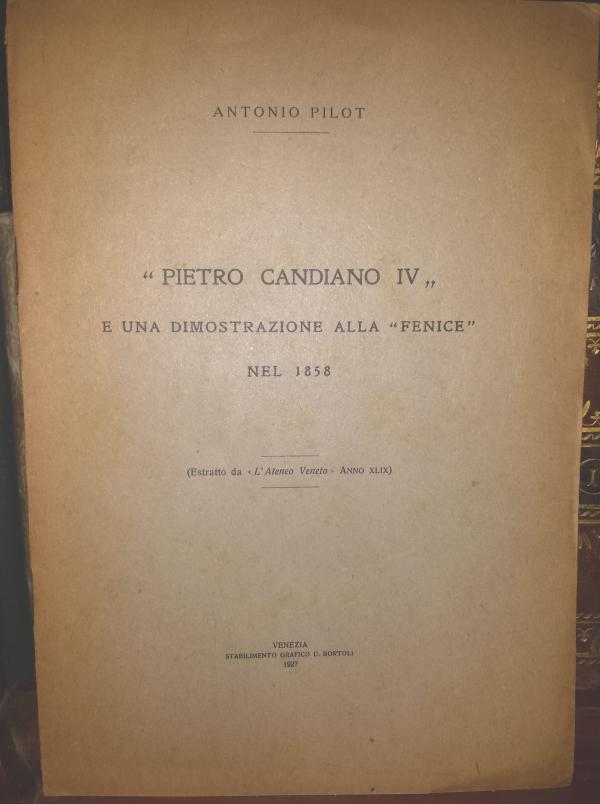 ANTONIO PILOT
“ PIETRO CANDIANO IV „
E UNA DIMOSTRAZIONE ALLA “FENICE”
NEL 1858
(Estratto da « L'Ateneo Veneto » ANNO XLIX)
VENEZIA
STABILIMENTO GRAFICO U. BORTOLI
1927